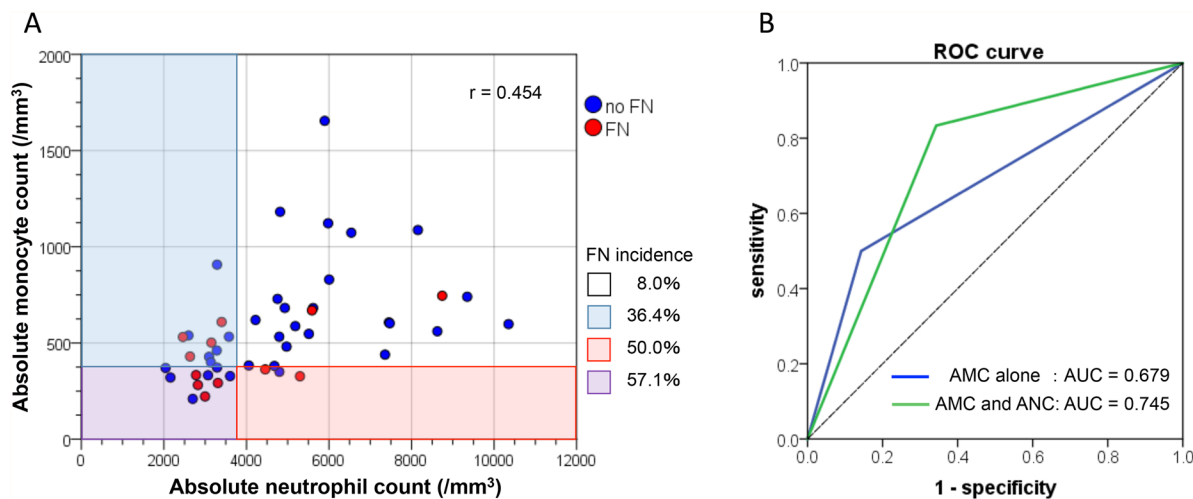 A
2000
1500
1000
500
0
Absolute monocyte count (/mm³)
r = 0.454
0 2000 4000 6000 8000 10000 12000
Absolute neutrophil count (/mm³)
no FN
FN
FN incidence
8.0%
36.4%
50.0%
57.1%
B
ROC curve
1.0
0.8
0.6
0.4
0.2
0.0
sensitivity
AMC alone : AUC = 0.679
AMC and ANC: AUC = 0.745
0.0 0.2 0.4 0.6 0.8 1.0
1 - specificity